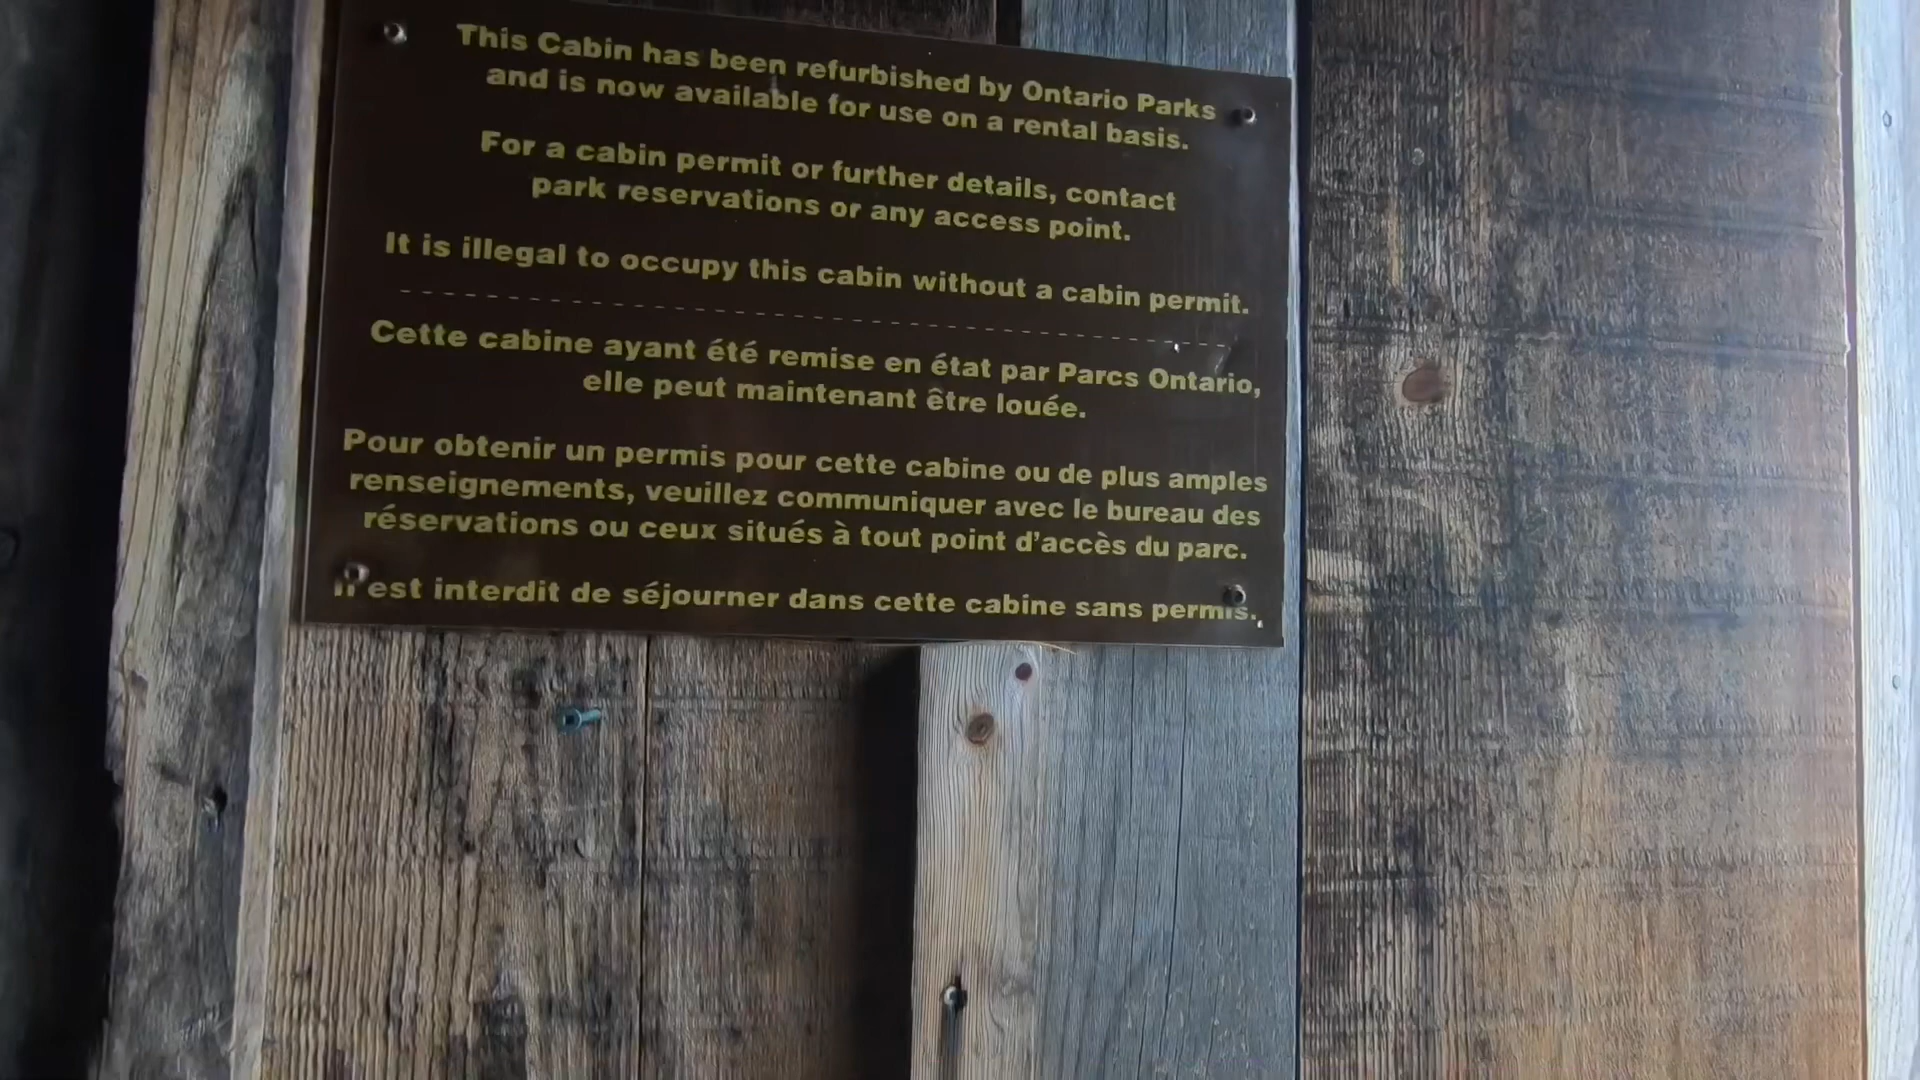 This Cabin has been refurbished by Ontario Parks
and is now available for use on a rental basis.
For a cabin permit or further details, contact
park reservations or any access point.
It is illegal to occupy this cabin without a cabin permit.
Cette cabine ayant été remise en état par Parcs Ontario,
elle peut maintenant être louée.
Pour obtenir un permis pour cette cabine ou de plus amples
renseignements, veuillez communiquer avec le bureau des
réservations ou ceux situés à tout point d'accès du parc.
Il est interdit de séjourner dans cette cabine sans permis.